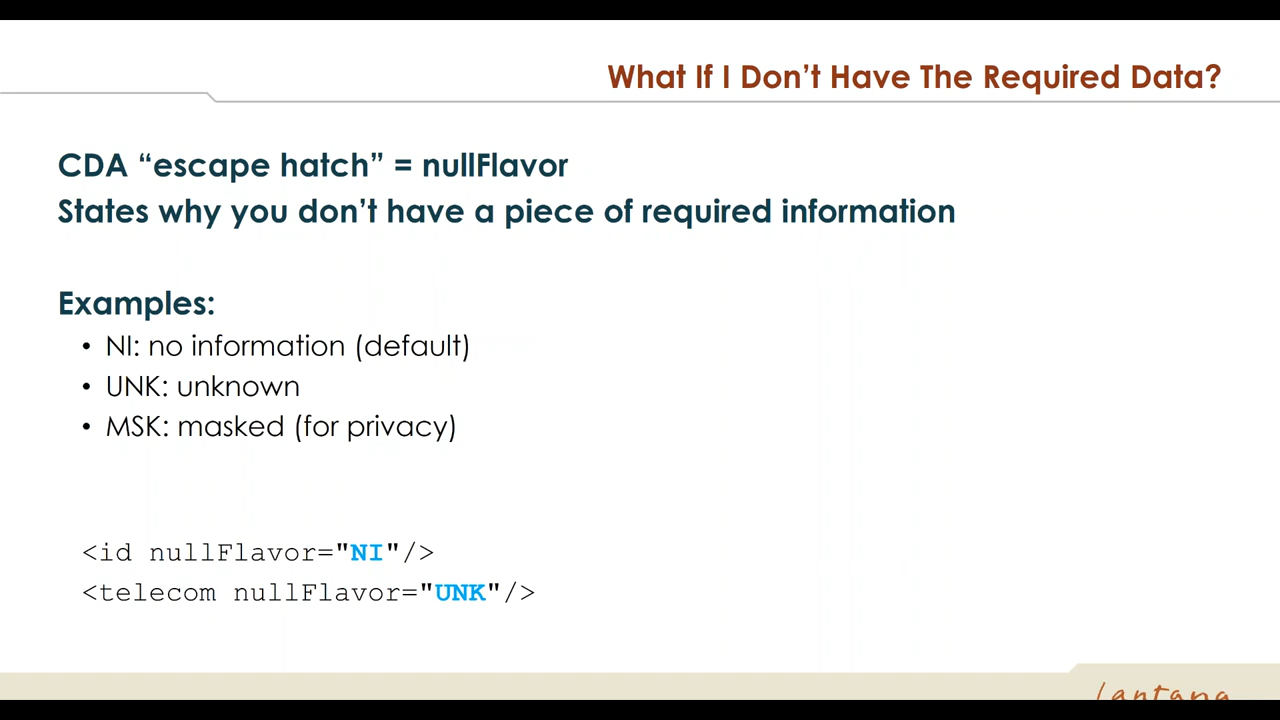 What If I Don’t Have The Required Data?
CDA “escape hatch” = nullFlavor
States why you don’t have a piece of required information
Examples:
• NI: no information (default)
• UNK: unknown
• MSK: masked (for privacy)
<id nullFlavor="NI"/>
<telecom nullFlavor="UNK"/>
lantana